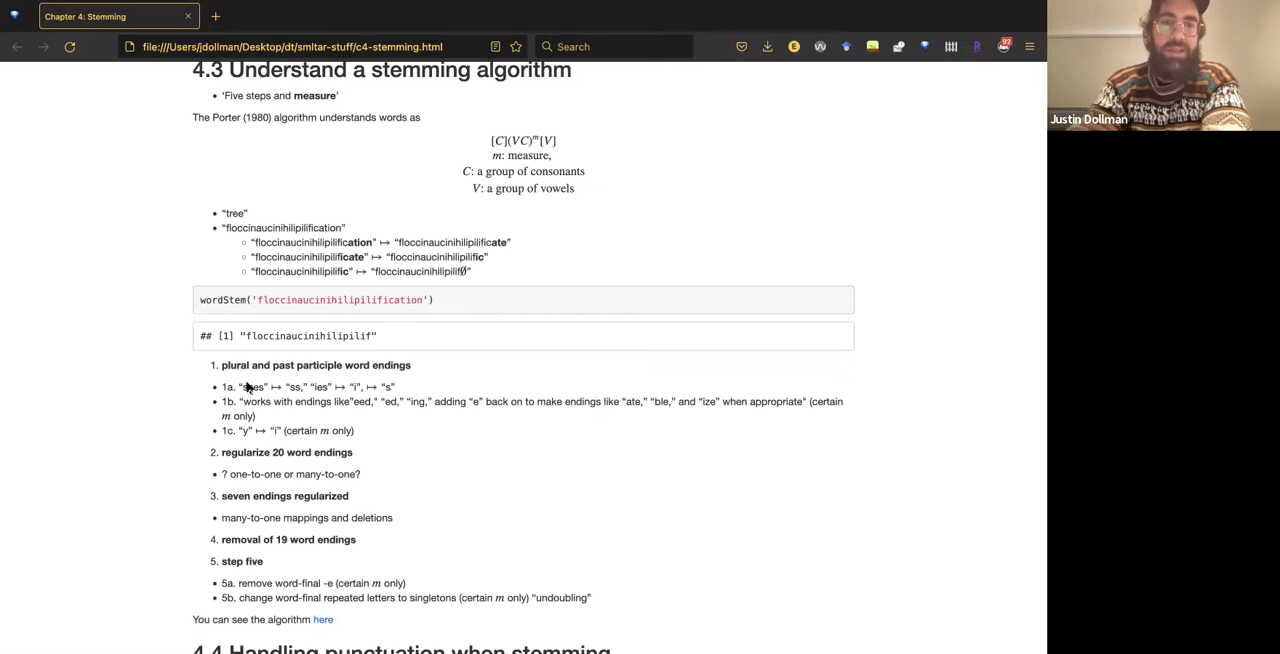 Chapter 4: Stemming
file:///Users/jdollman/Desktop/dt/smltar-stuff/c4-stemming.html
Search
E
R
92
4.3 Understand a stemming algorithm
• ‘Five steps and measure’
The Porter (1980) algorithm understands words as
[C](VC)ᵐ[V]
m: measure,
C: a group of consonants
V: a group of vowels
• “tree”
• “floccinaucinihilipilification”
○ “floccinaucinihilipilification” ↦ “floccinaucinihilipilificate”
○ “floccinaucinihilipilificate” ↦ “floccinaucinihilipilific”
○ “floccinaucinihilipilific” ↦ “floccinaucinihilipilif∅”
wordStem('floccinaucinihilipilification')
## [1] "floccinaucinihilipilif"
1. plural and past participle word endings
• 1a. ↦ “ss,” “ies” ↦ “i”, ↦ “s”
• 1b. “works with endings like”eed,” “ed,” “ing,” adding “e” back on to make endings like “ate,” “ble,” and “ize” when appropriate" (certain
m only)
• 1c. “y” ↦ “i” (certain m only)
2. regularize 20 word endings
• ? one-to-one or many-to-one?
3. seven endings regularized
• many-to-one mappings and deletions
4. removal of 19 word endings
5. step five
• 5a. remove word-final -e (certain m only)
• 5b. change word-final repeated letters to singletons (certain m only) “undoubling”
You can see the algorithm here
4.4 Handling punctuation when stemming
Justin Dollman